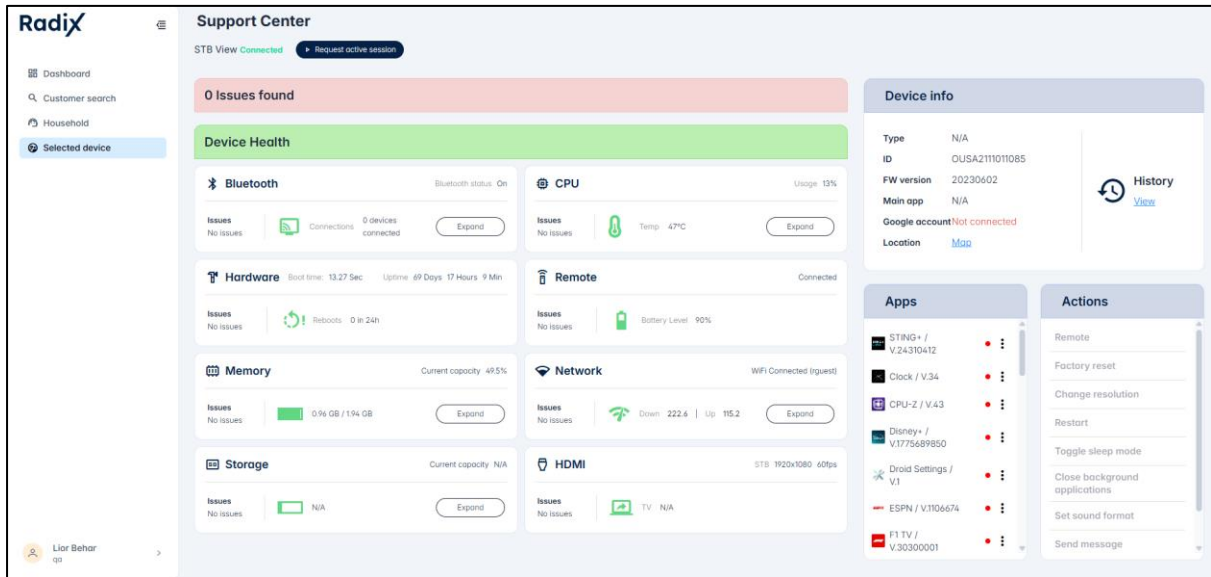 Radix
Dashboard
Customer search
Household
Selected device
Lior Behar
qa
Support Center
STB View Connected
Request active session
0 Issues found
Device Health
Bluetooth
Bluetooth status On
Issues
No issues
Connections
0 devices
connected
Expand
CPU
Usage 13%
Issues
No issues
Temp 47°C
Expand
Hardware
Boot time: 13.27 Sec
Uptime 69 Days 17 Hours 9 Min
Issues
No issues
Reboots 0 in 24h
Remote
Connected
Issues
No issues
Battery Level 90%
Memory
Current capacity 49.5%
Issues
No issues
0.96 GB / 1.94 GB
Expand
Network
WiFi Connected (rguest)
Issues
No issues
Down 222.6 | Up 115.2
Expand
Storage
Current capacity N/A
Issues
No issues
N/A
Expand
HDMI
STB 1920x1080 60fps
Issues
No issues
TV N/A
Device info
Type N/A
ID OUSA2111011085
FW version 20230602
Main app N/A
Google account Not connected
Location Map
History
View
Apps
STING+ /
V.24310412
Clock / V.34
CPU-Z / V.43
Disney+ /
V.1775689850
Droid Settings /
V.1
ESPN / V.1106674
F1 TV /
V.30300001
Actions
Remote
Factory reset
Change resolution
Restart
Toggle sleep mode
Close background
applications
Set sound format
Send message